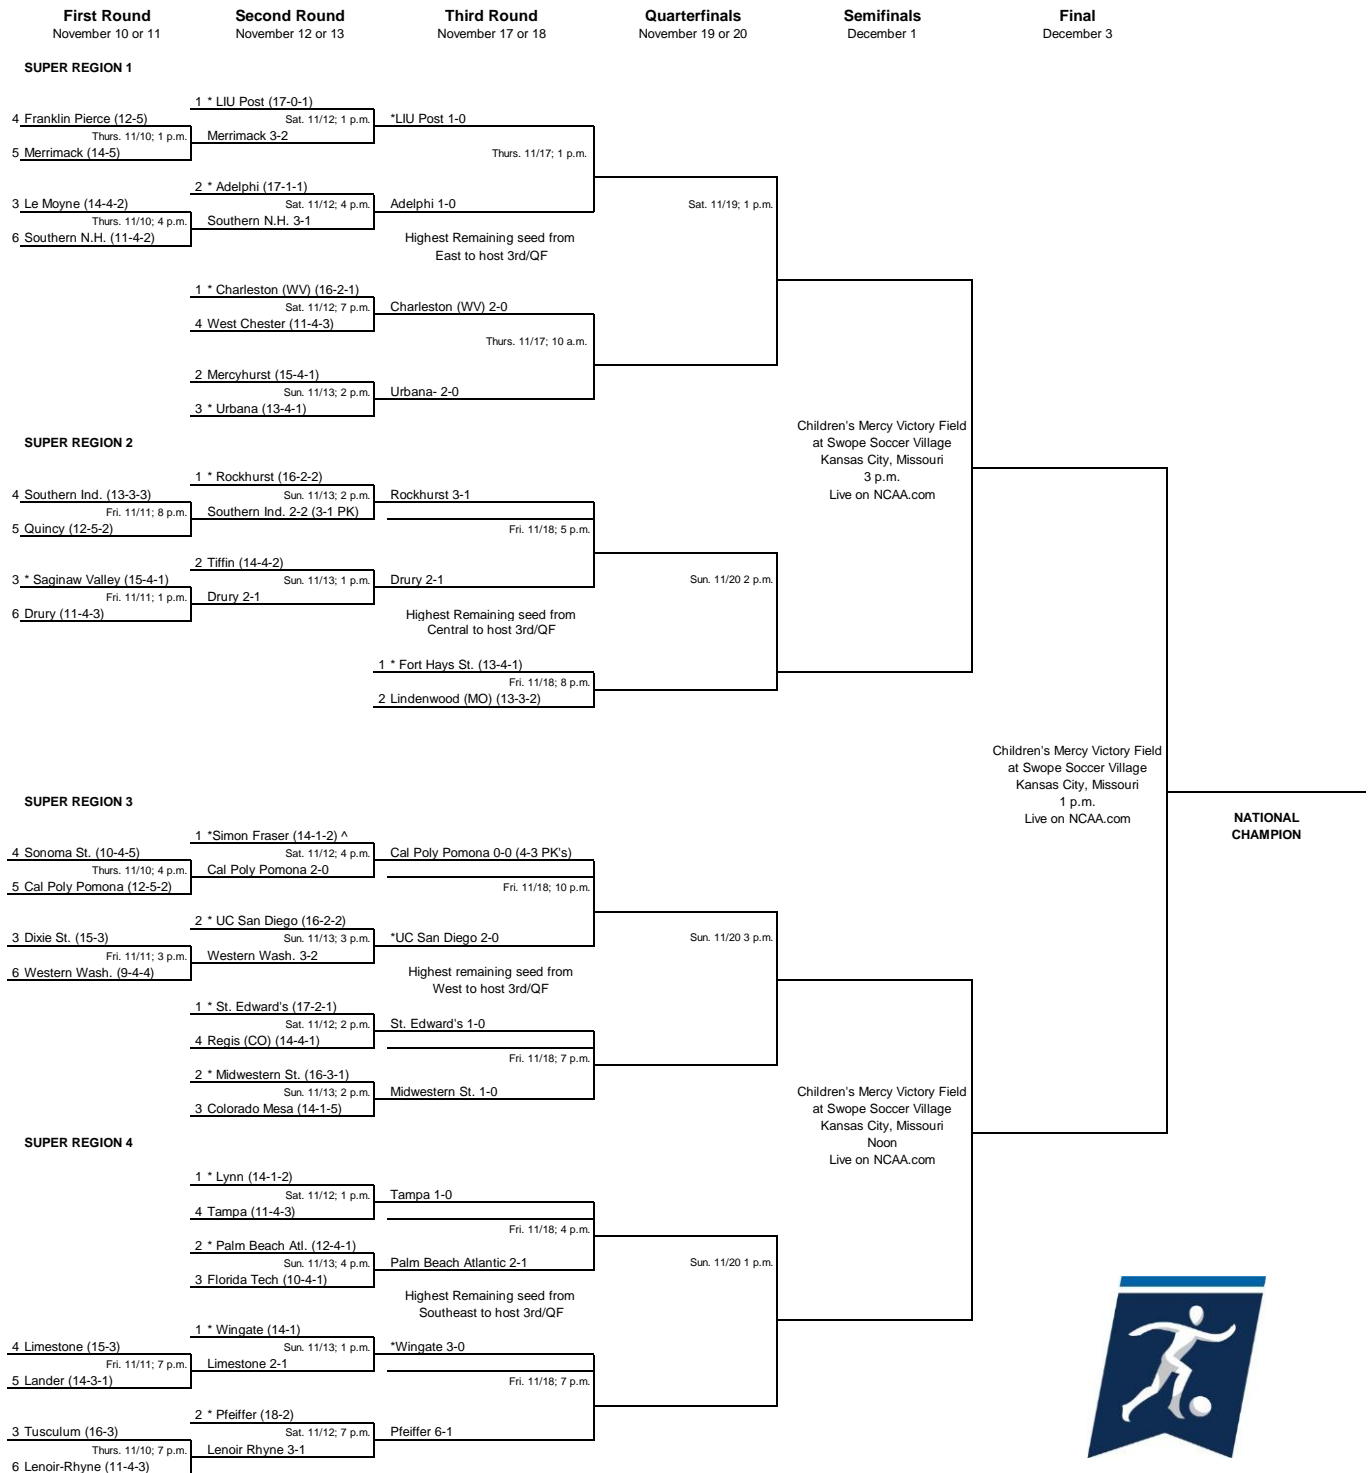 First Round Second Round Third Round Quarterfinals Semifinals Final
November 10 or 11 November 12 or 13 November 17 or 18 November 19 or 20 December 1 December 3
SUPER REGION 1
1 * LIU Post (17-0-1)
4 Franklin Pierce (12-5) Sat. 11/12; 1 p.m. *LIU Post 1-0
Thurs. 11/10; 1 p.m. Merrimack 3-2
5 Merrimack (14-5) Thurs. 11/17; 1 p.m.
2 * Adelphi (17-1-1)
3 Le Moyne (14-4-2) Sat. 11/12; 4 p.m. Adelphi 1-0 Sat. 11/19; 1 p.m.
Thurs. 11/10; 4 p.m. Southern N.H. 3-1
6 Southern N.H. (11-4-2) Highest Remaining seed from
East to host 3rd/QF
1 * Charleston (WV) (16-2-1)
Sat. 11/12; 7 p.m. Charleston (WV) 2-0
4 West Chester (11-4-3)
Thurs. 11/17; 10 a.m.
2 Mercyhurst (15-4-1)
Sun. 11/13; 2 p.m. Urbana- 2-0
3 * Urbana (13-4-1)
Children's Mercy Victory Field
SUPER REGION 2 at Swope Soccer Village
Kansas City, Missouri
1 * Rockhurst (16-2-2) 3 p.m.
4 Southern Ind. (13-3-3) Sun. 11/13; 2 p.m. Rockhurst 3-1 Live on NCAA.com
Fri. 11/11; 8 p.m. Southern Ind. 2-2 (3-1 PK)
5 Quincy (12-5-2) Fri. 11/18; 5 p.m.
2 Tiffin (14-4-2)
3 * Saginaw Valley (15-4-1) Sun. 11/13; 1 p.m. Drury 2-1 Sun. 11/20 2 p.m.
Fri. 11/11; 1 p.m. Drury 2-1
6 Drury (11-4-3) Highest Remaining seed from
Central to host 3rd/QF
1 * Fort Hays St. (13-4-1)
Fri. 11/18; 8 p.m.
2 Lindenwood (MO) (13-3-2)
Children's Mercy Victory Field
at Swope Soccer Village
Kansas City, Missouri
SUPER REGION 3 1 p.m.
Live on NCAA.com NATIONAL
CHAMPION
1 *Simon Fraser (14-1-2) ^
4 Sonoma St. (10-4-5) Sat. 11/12; 4 p.m. Cal Poly Pomona 0-0 (4-3 PK's)
Thurs. 11/10; 4 p.m. Cal Poly Pomona 2-0
5 Cal Poly Pomona (12-5-2) Fri. 11/18; 10 p.m.
2 * UC San Diego (16-2-2)
3 Dixie St. (15-3) Sun. 11/13; 3 p.m. *UC San Diego 2-0 Sun. 11/20 3 p.m.
Fri. 11/11; 3 p.m. Western Wash. 3-2
6 Western Wash. (9-4-4) Highest remaining seed from
West to host 3rd/QF
1 * St. Edward's (17-2-1)
Sat. 11/12; 2 p.m. St. Edward's 1-0
4 Regis (CO) (14-4-1)
Fri. 11/18; 7 p.m.
2 * Midwestern St. (16-3-1)
Sun. 11/13; 2 p.m. Midwestern St. 1-0 Children's Mercy Victory Field
3 Colorado Mesa (14-1-5) at Swope Soccer Village
Kansas City, Missouri
SUPER REGION 4 Noon
Live on NCAA.com
1 * Lynn (14-1-2)
Sat. 11/12; 1 p.m. Tampa 1-0
4 Tampa (11-4-3)
Fri. 11/18; 4 p.m.
2 * Palm Beach Atl. (12-4-1)
Sun. 11/13; 4 p.m. Palm Beach Atlantic 2-1 Sun. 11/20 1 p.m.
3 Florida Tech (10-4-1)
Highest Remaining seed from
Southeast to host 3rd/QF
1 * Wingate (14-1)
4 Limestone (15-3) Sun. 11/13; 1 p.m. *Wingate 3-0
Fri. 11/11; 7 p.m. Limestone 2-1
5 Lander (14-3-1) Fri. 11/18; 7 p.m.
2 * Pfeiffer (18-2)
3 Tusculum (16-3) Sat. 11/12; 7 p.m. Pfeiffer 6-1
Thurs. 11/10; 7 p.m. Lenoir Rhyne 3-1
6 Lenoir-Rhyne (11-4-3)